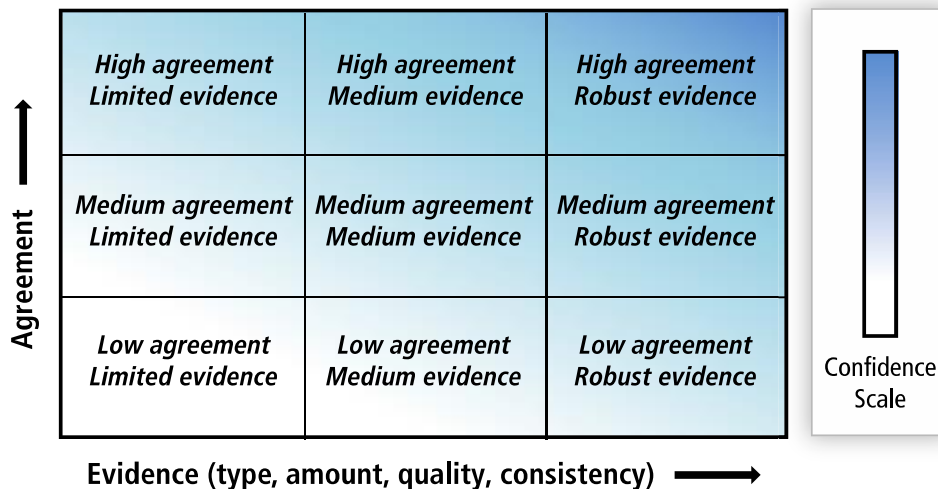 High agreement
Limited evidence
High agreement
Medium evidence
High agreement
Robust evidence
Medium agreement
Limited evidence
Medium agreement
Medium evidence
Medium agreement
Robust evidence
Low agreement
Limited evidence
Low agreement
Medium evidence
Low agreement
Robust evidence
Agreement
Evidence (type, amount, quality, consistency)
Confidence
Scale